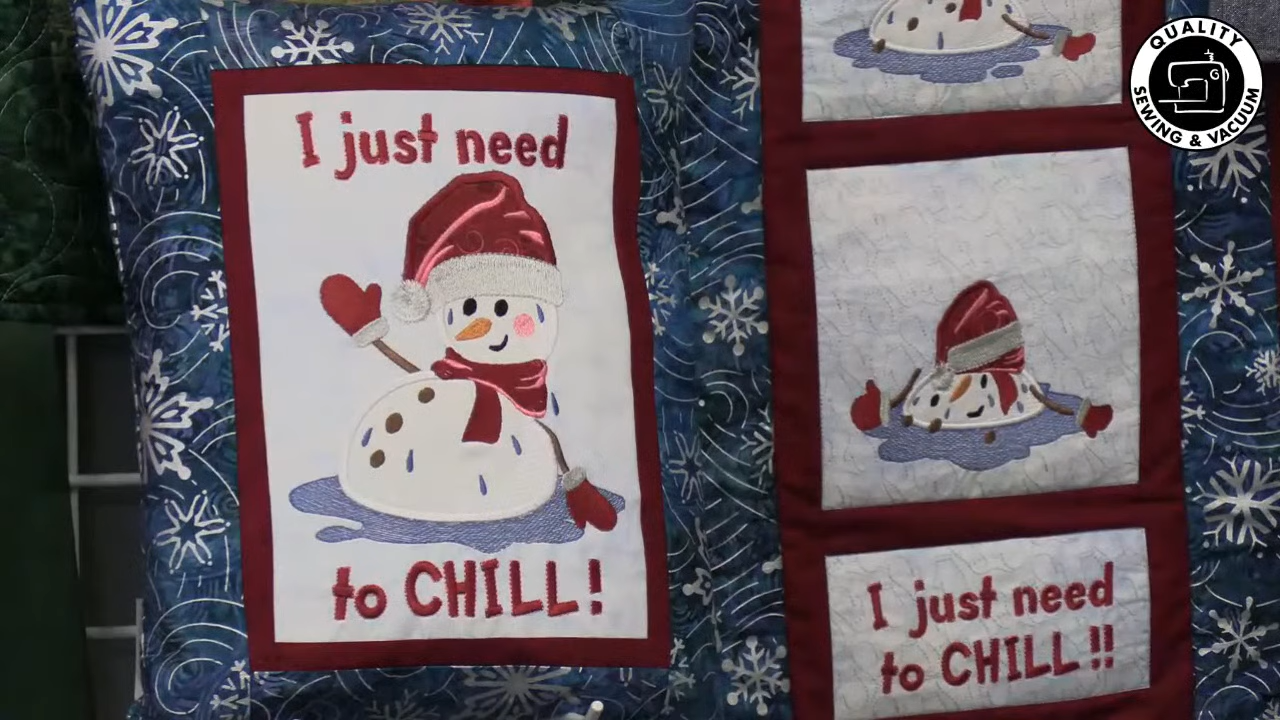 I just need
to CHILL!
I just need
to CHILL!!
QUALITY
SEWING & VACUUM